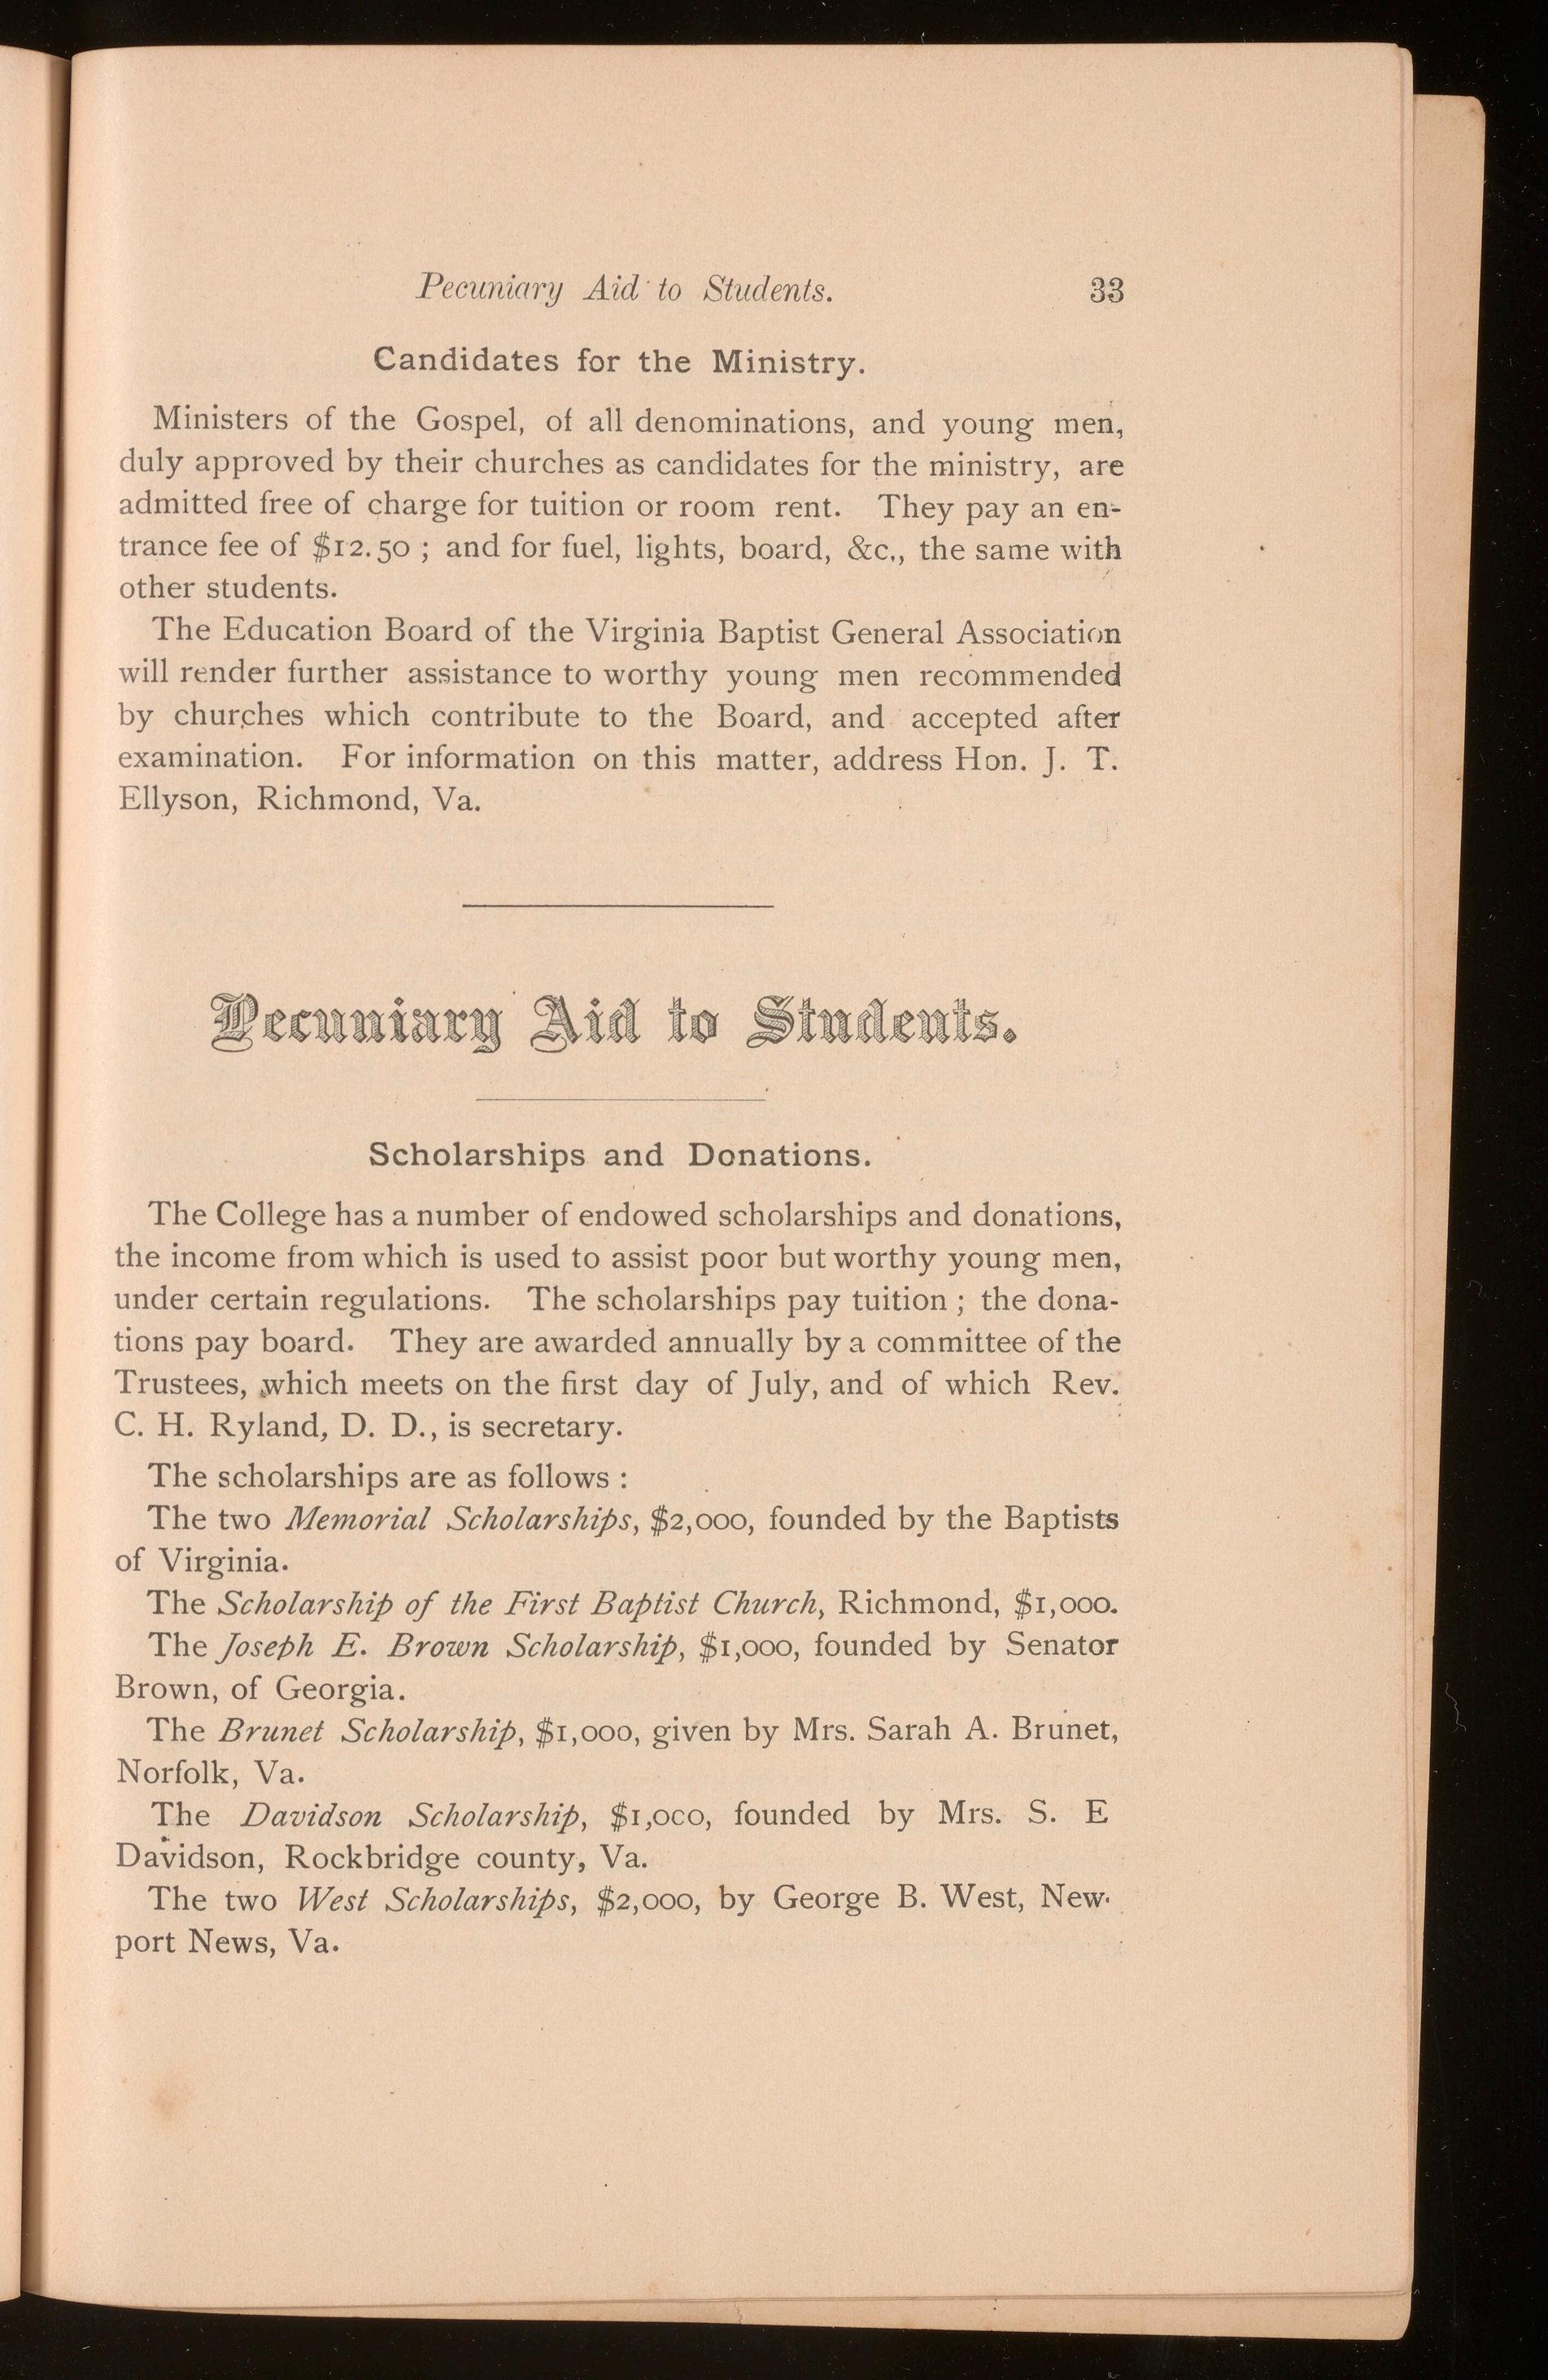 Pecuniary Aid to Students. 33
Candidates for the Ministry.
Ministers of the Gospel, of all denominations, and young men,
duly approved by their churches as candidates for the ministry, are
admitted free of charge for tuition or room rent. They pay an en-
trance fee of $12.50 ; and for fuel, lights, board, &c., the same with
other students.
The Education Board of the Virginia Baptist General Association
will render further assistance to worthy young men recommended
by churches which contribute to the Board, and accepted after
examination. For information on this matter, address Hon. J. T.
Ellyson, Richmond, Va.
Pecuniary Aid to Students.
Scholarships and Donations.
The College has a number of endowed scholarships and donations,
the income from which is used to assist poor but worthy young men,
under certain regulations. The scholarships pay tuition ; the dona-
tions pay board. They are awarded annually by a committee of the
Trustees, which meets on the first day of July, and of which Rev.
C. H. Ryland, D. D., is secretary.
The scholarships are as follows :
The two Memorial Scholarships, $2,000, founded by the Baptists
of Virginia.
The Scholarship of the First Baptist Church, Richmond, $1,000.
The Joseph E. Brown Scholarship, $1,000, founded by Senator
Brown, of Georgia.
The Brunet Scholarship, $1,000, given by Mrs. Sarah A. Brunet,
Norfolk, Va.
The Davidson Scholarship, $1,000, founded by Mrs. S. E
Davidson, Rockbridge county, Va.
The two West Scholarships, $2,000, by George B. West, New-
port News, Va.